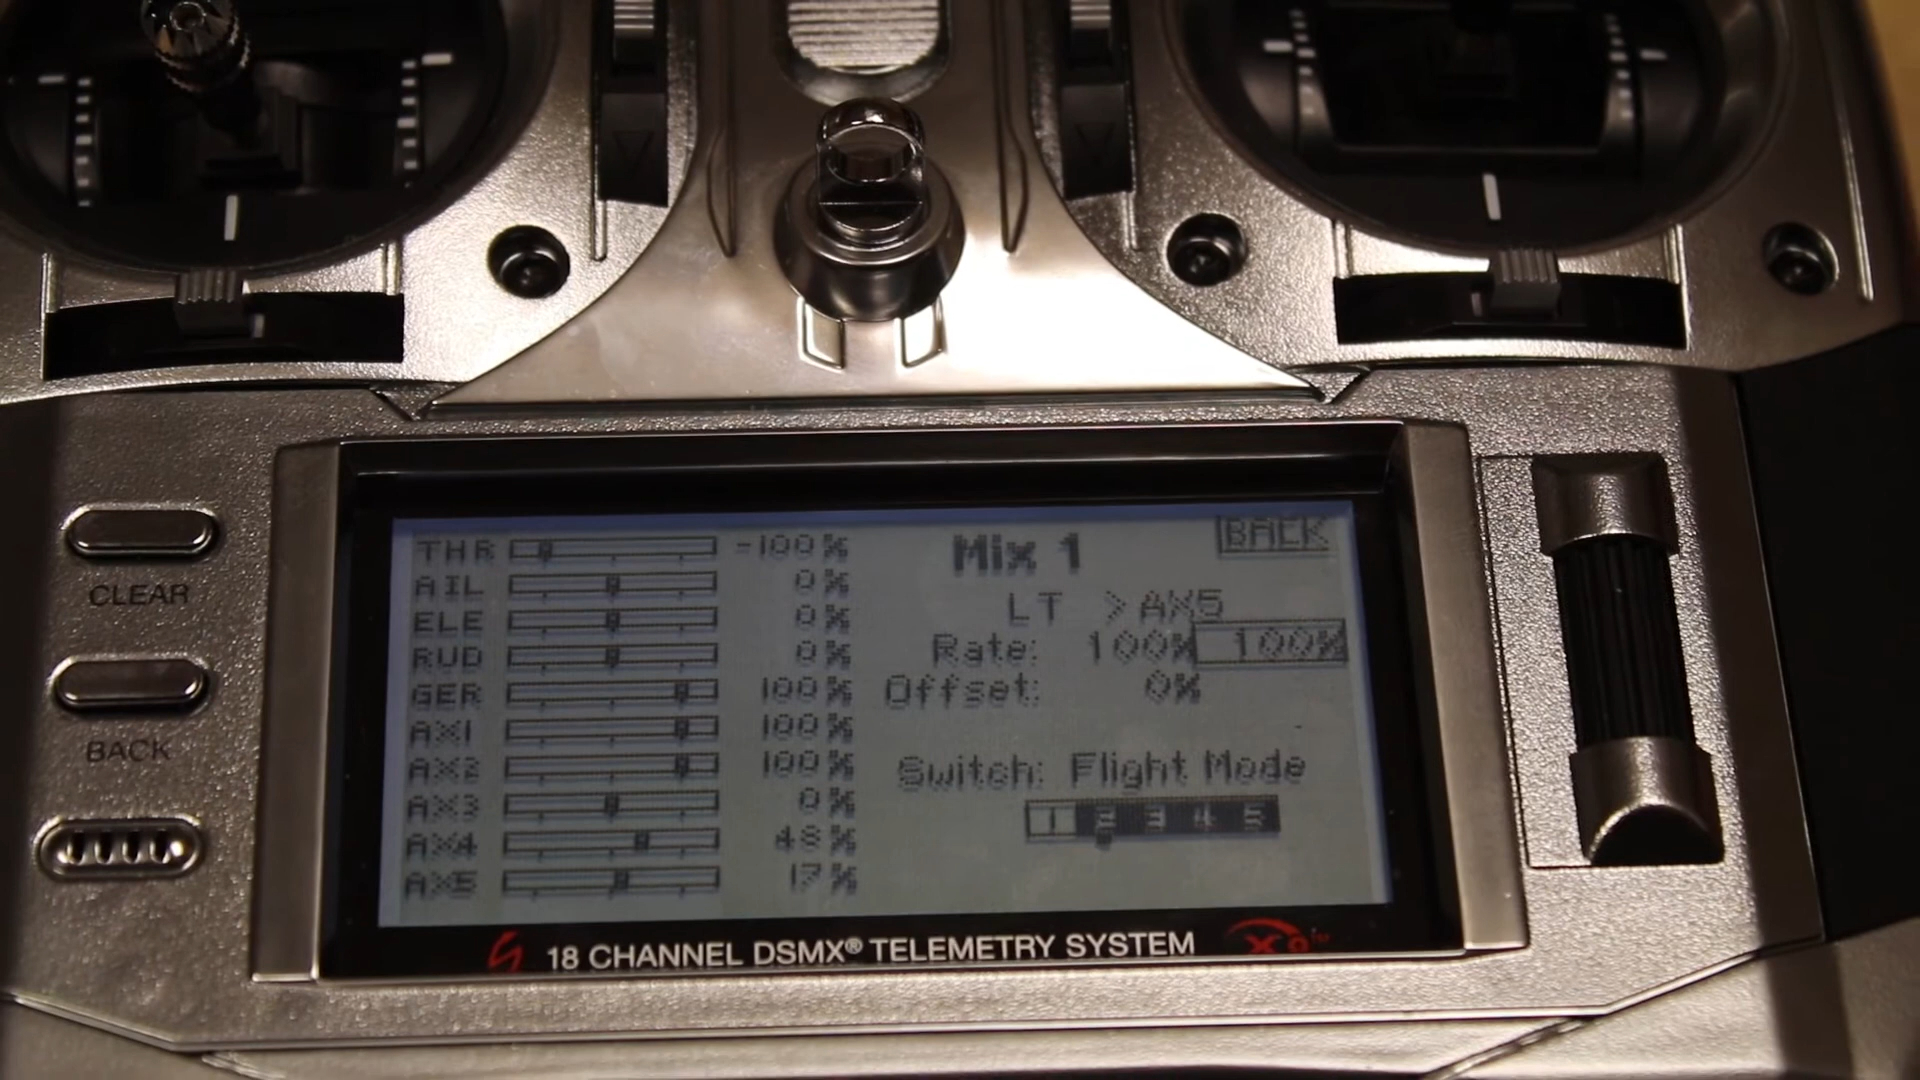 CLEAR
BACK
THR -100%
AIL 0%
ELE 0%
RUD 0%
GER 100%
AX1 100%
AX2 100%
AX3 0%
AX4 48%
AX5 17%
BACK
Mix 1
LT >AX5
Rate: 100% 100%
Offset: 0%
Switch: Flight Mode
1 2 3 4 5
18 CHANNEL DSMX® TELEMETRY SYSTEM